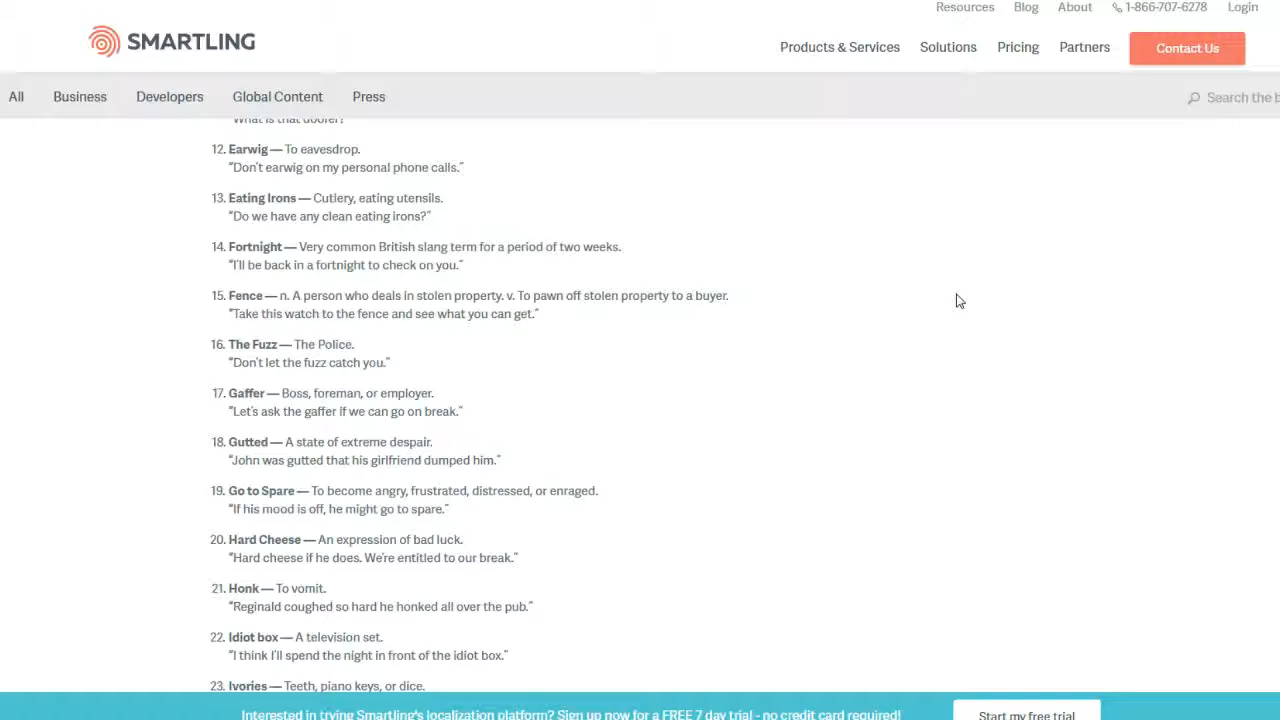 Resources Blog About 1-866-707-6278 Login
SMARTLING
Products & Services Solutions Pricing Partners Contact Us
All Business Developers Global Content Press Search the b
"What is that doofer?"
12. Earwig — To eavesdrop.
"Don't earwig on my personal phone calls."
13. Eating Irons — Cutlery, eating utensils.
"Do we have any clean eating irons?"
14. Fortnight — Very common British slang term for a period of two weeks.
"I'll be back in a fortnight to check on you."
15. Fence — n. A person who deals in stolen property. v. To pawn off stolen property to a buyer.
"Take this watch to the fence and see what you can get."
16. The Fuzz — The Police.
"Don't let the fuzz catch you."
17. Gaffer — Boss, foreman, or employer.
"Let's ask the gaffer if we can go on break."
18. Gutted — A state of extreme despair.
"John was gutted that his girlfriend dumped him."
19. Go to Spare — To become angry, frustrated, distressed, or enraged.
"If his mood is off, he might go to spare."
20. Hard Cheese — An expression of bad luck.
"Hard cheese if he does. We're entitled to our break."
21. Honk — To vomit.
"Reginald coughed so hard he honked all over the pub."
22. Idiot box — A television set.
"I think I'll spend the night in front of the idiot box."
23. Ivories — Teeth, piano keys, or dice.
Interested in trying Smartling's localization platform? Sign up now for a FREE 7 day trial - no credit card required! Start my free trial